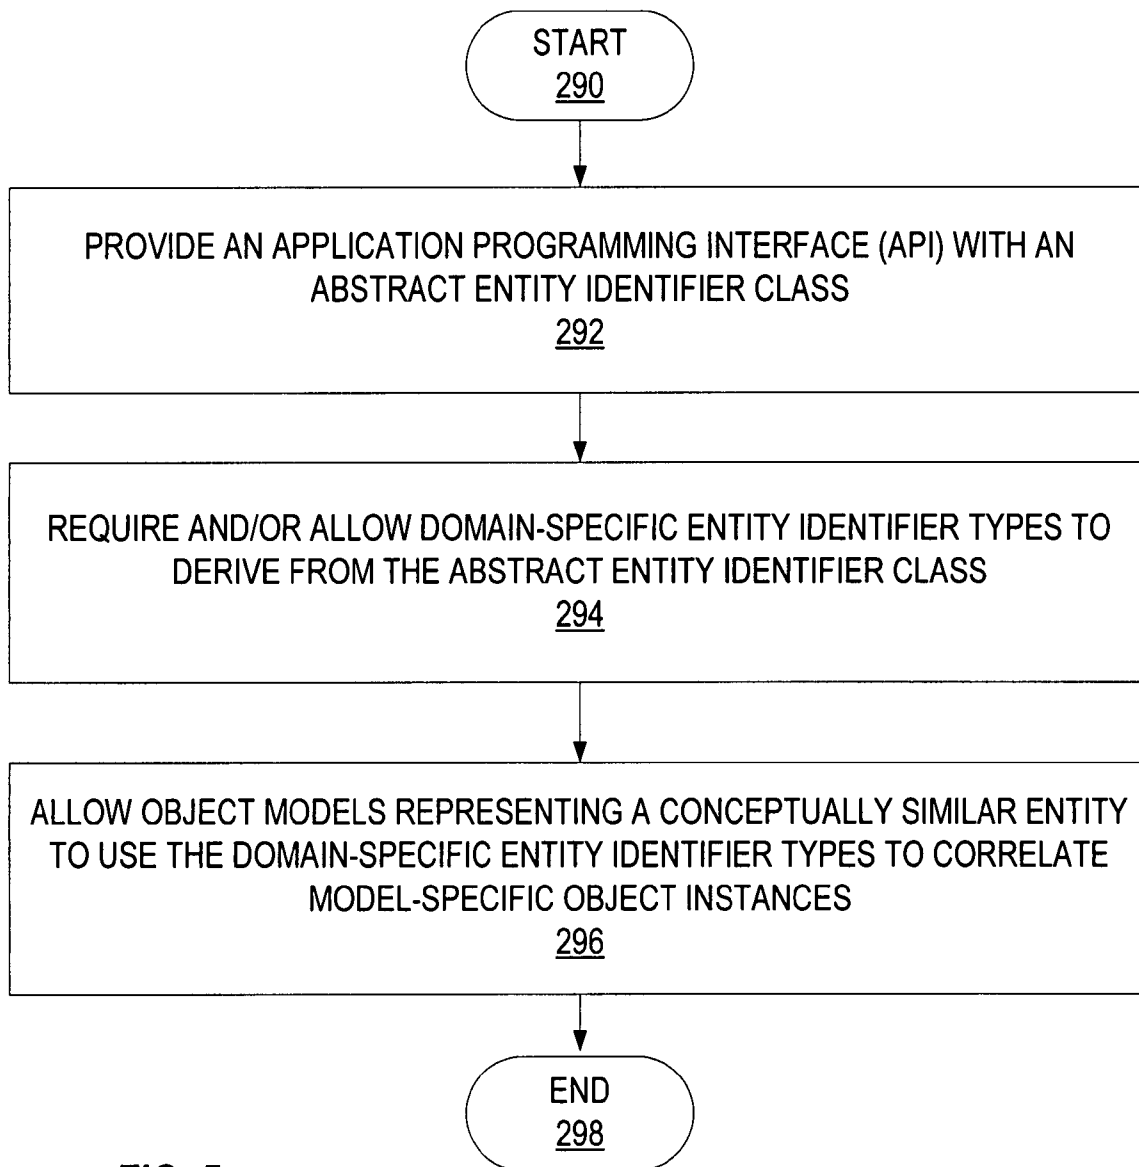 START
290
PROVIDE AN APPLICATION PROGRAMMING INTERFACE (API) WITH AN
ABSTRACT ENTITY IDENTIFIER CLASS
292
REQUIRE AND/OR ALLOW DOMAIN-SPECIFIC ENTITY IDENTIFIER TYPES TO
DERIVE FROM THE ABSTRACT ENTITY IDENTIFIER CLASS
294
ALLOW OBJECT MODELS REPRESENTING A CONCEPTUALLY SIMILAR ENTITY
TO USE THE DOMAIN-SPECIFIC ENTITY IDENTIFIER TYPES TO CORRELATE
MODEL-SPECIFIC OBJECT INSTANCES
296
END
298